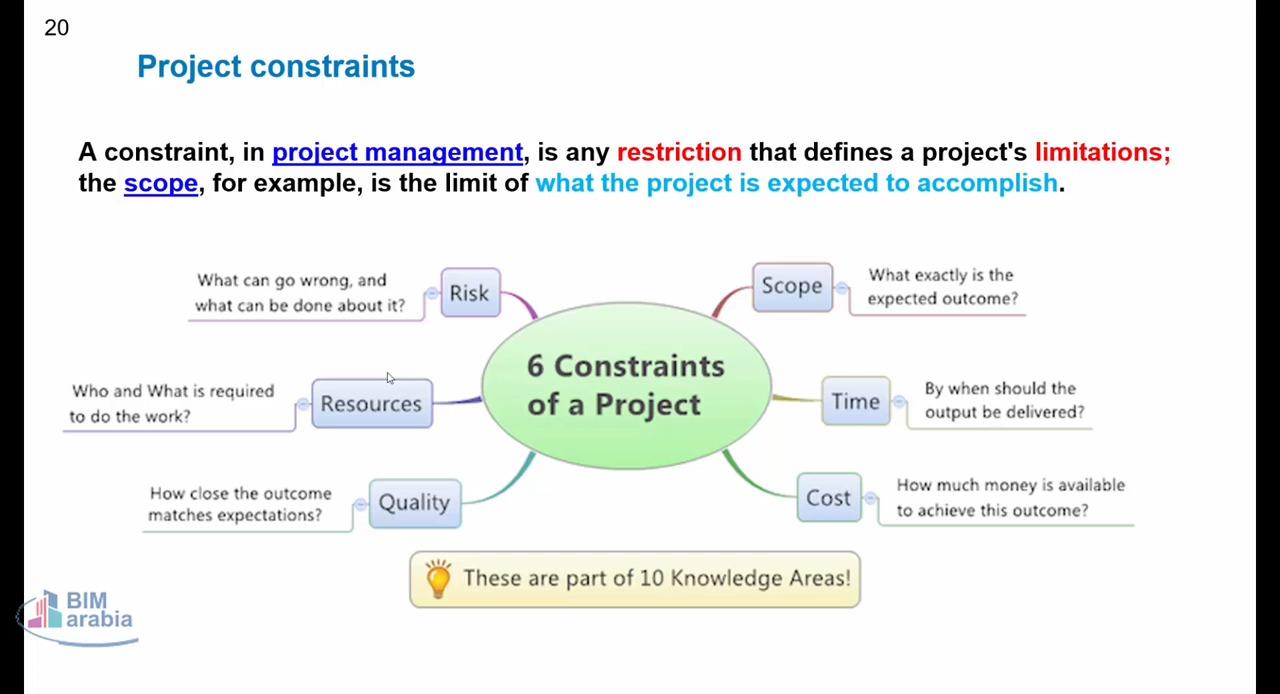 20
Project constraints
A constraint, in project management, is any restriction that defines a project's limitations;
the scope, for example, is the limit of what the project is expected to accomplish.
What can go wrong, and
what can be done about it?
Risk
Scope
What exactly is the
expected outcome?
6 Constraints
of a Project
Who and What is required
to do the work?
Resources
Time
By when should the
output be delivered?
How close the outcome
matches expectations?
Quality
Cost
How much money is available
to achieve this outcome?
These are part of 10 Knowledge Areas!
BIM
arabia